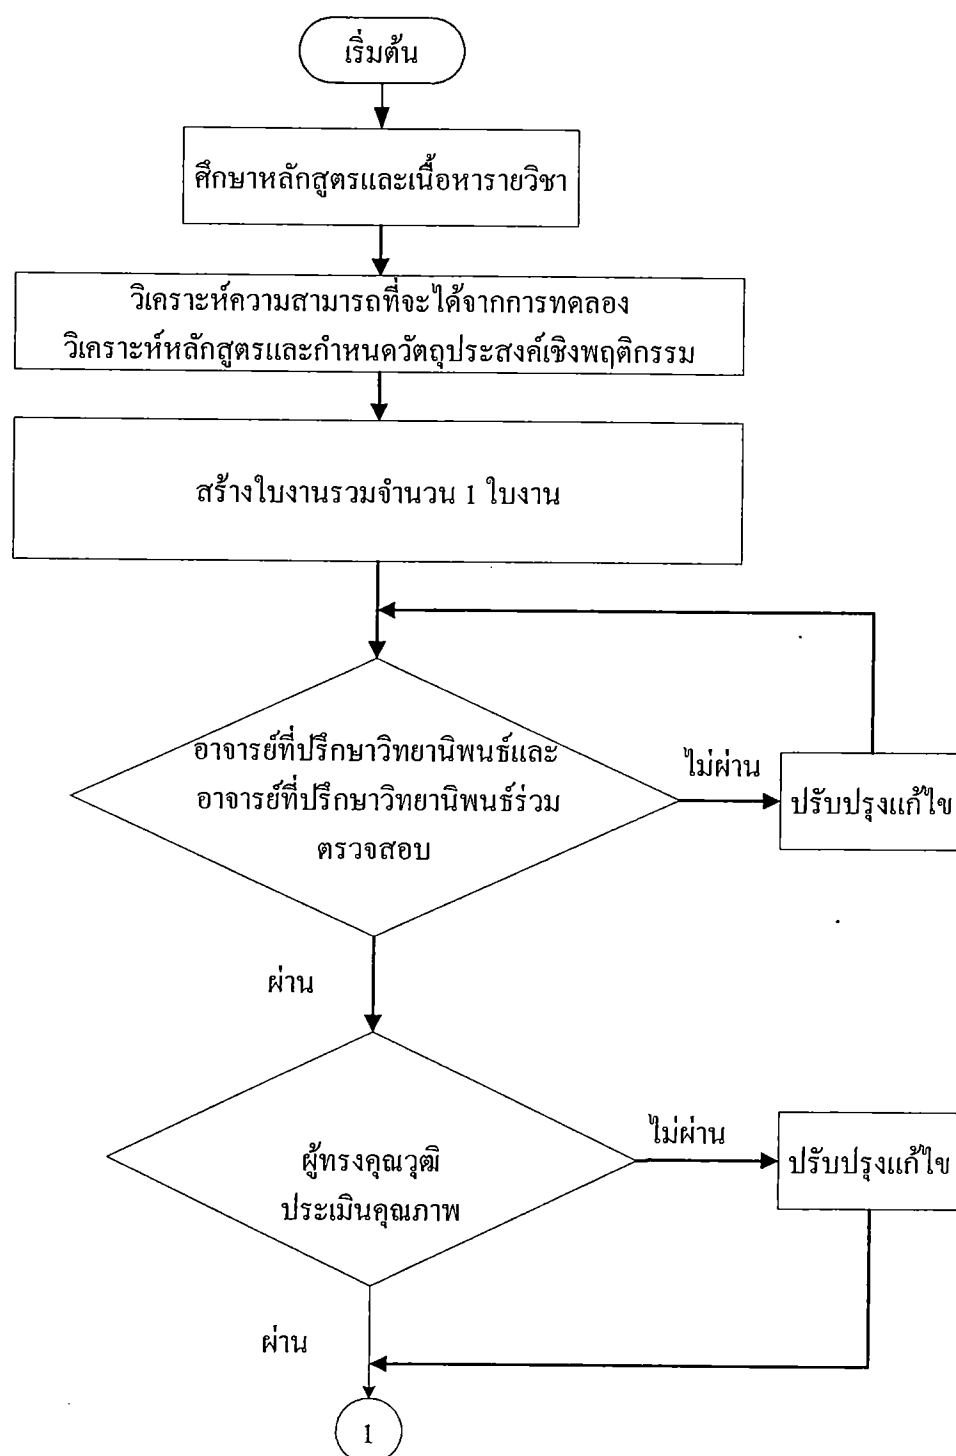 เริ่มต้น
ศึกษาหลักสูตรและเนื้อหารายวิชา
วิเคราะห์ความสามารถที่จะได้จากการทดลอง
วิเคราะห์หลักสูตรและกำหนดวัตถุประสงค์เชิงพฤติกรรม
สร้างใบงานรวมจำนวน 1 ใบงาน
อาจารย์ที่ปรึกษาวิทยานิพนธ์และ
อาจารย์ที่ปรึกษาวิทยานิพนธ์ร่วม
ตรวจสอบ
ไม่ผ่าน
ปรับปรุงแก้ไข
ผ่าน
ผู้ทรงคุณวุฒิ
ประเมินคุณภาพ
ไม่ผ่าน
ปรับปรุงแก้ไข
ผ่าน
1